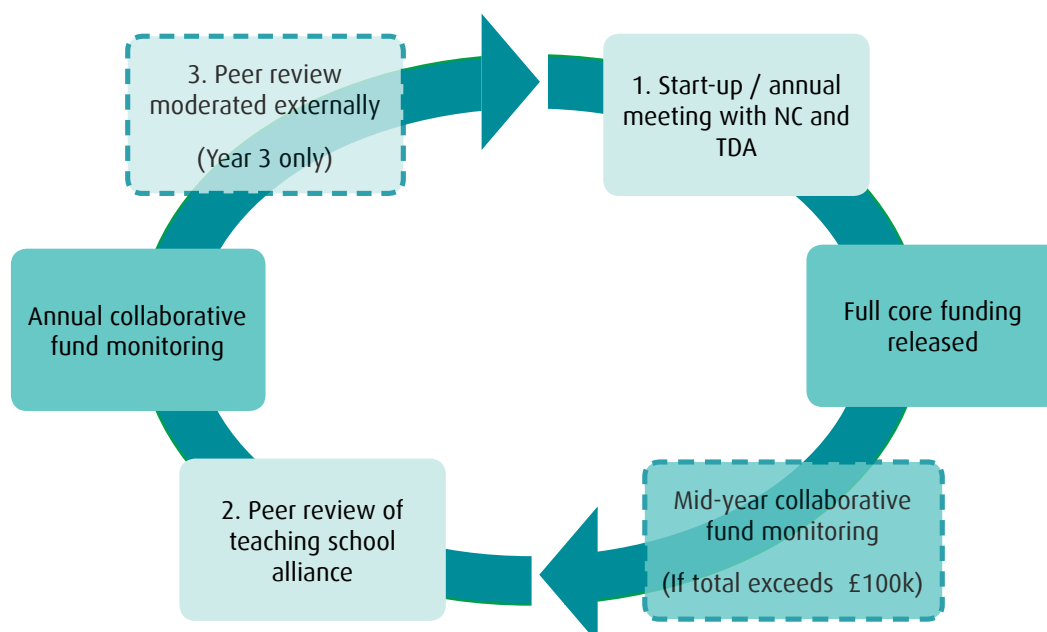 3. Peer review
moderated externally
(Year 3 only)
1. Start-up / annual
meeting with NC and
TDA
Annual collaborative
fund monitoring
Full core funding
released
2. Peer review of
teaching school
alliance
Mid-year collaborative
fund monitoring
(If total exceeds £100k)